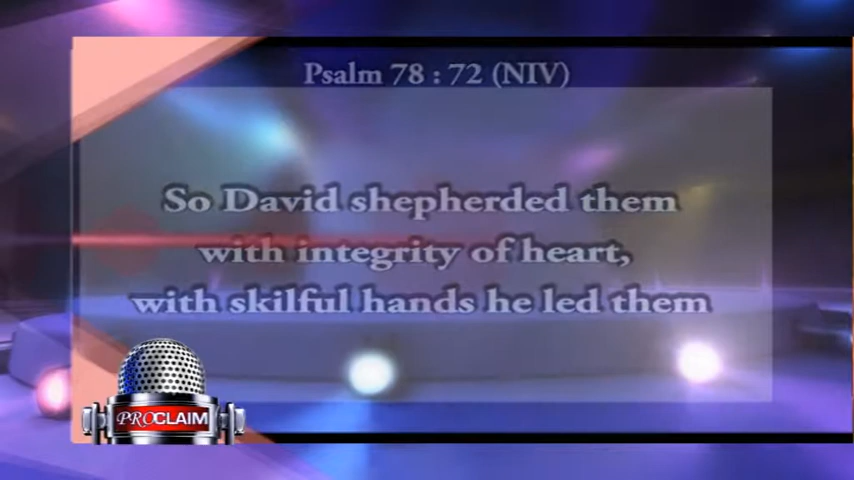 Psalm 78 : 72 (NIV)
So David shepherded them
with integrity of heart,
with skilful hands he led them
PROCLAIM